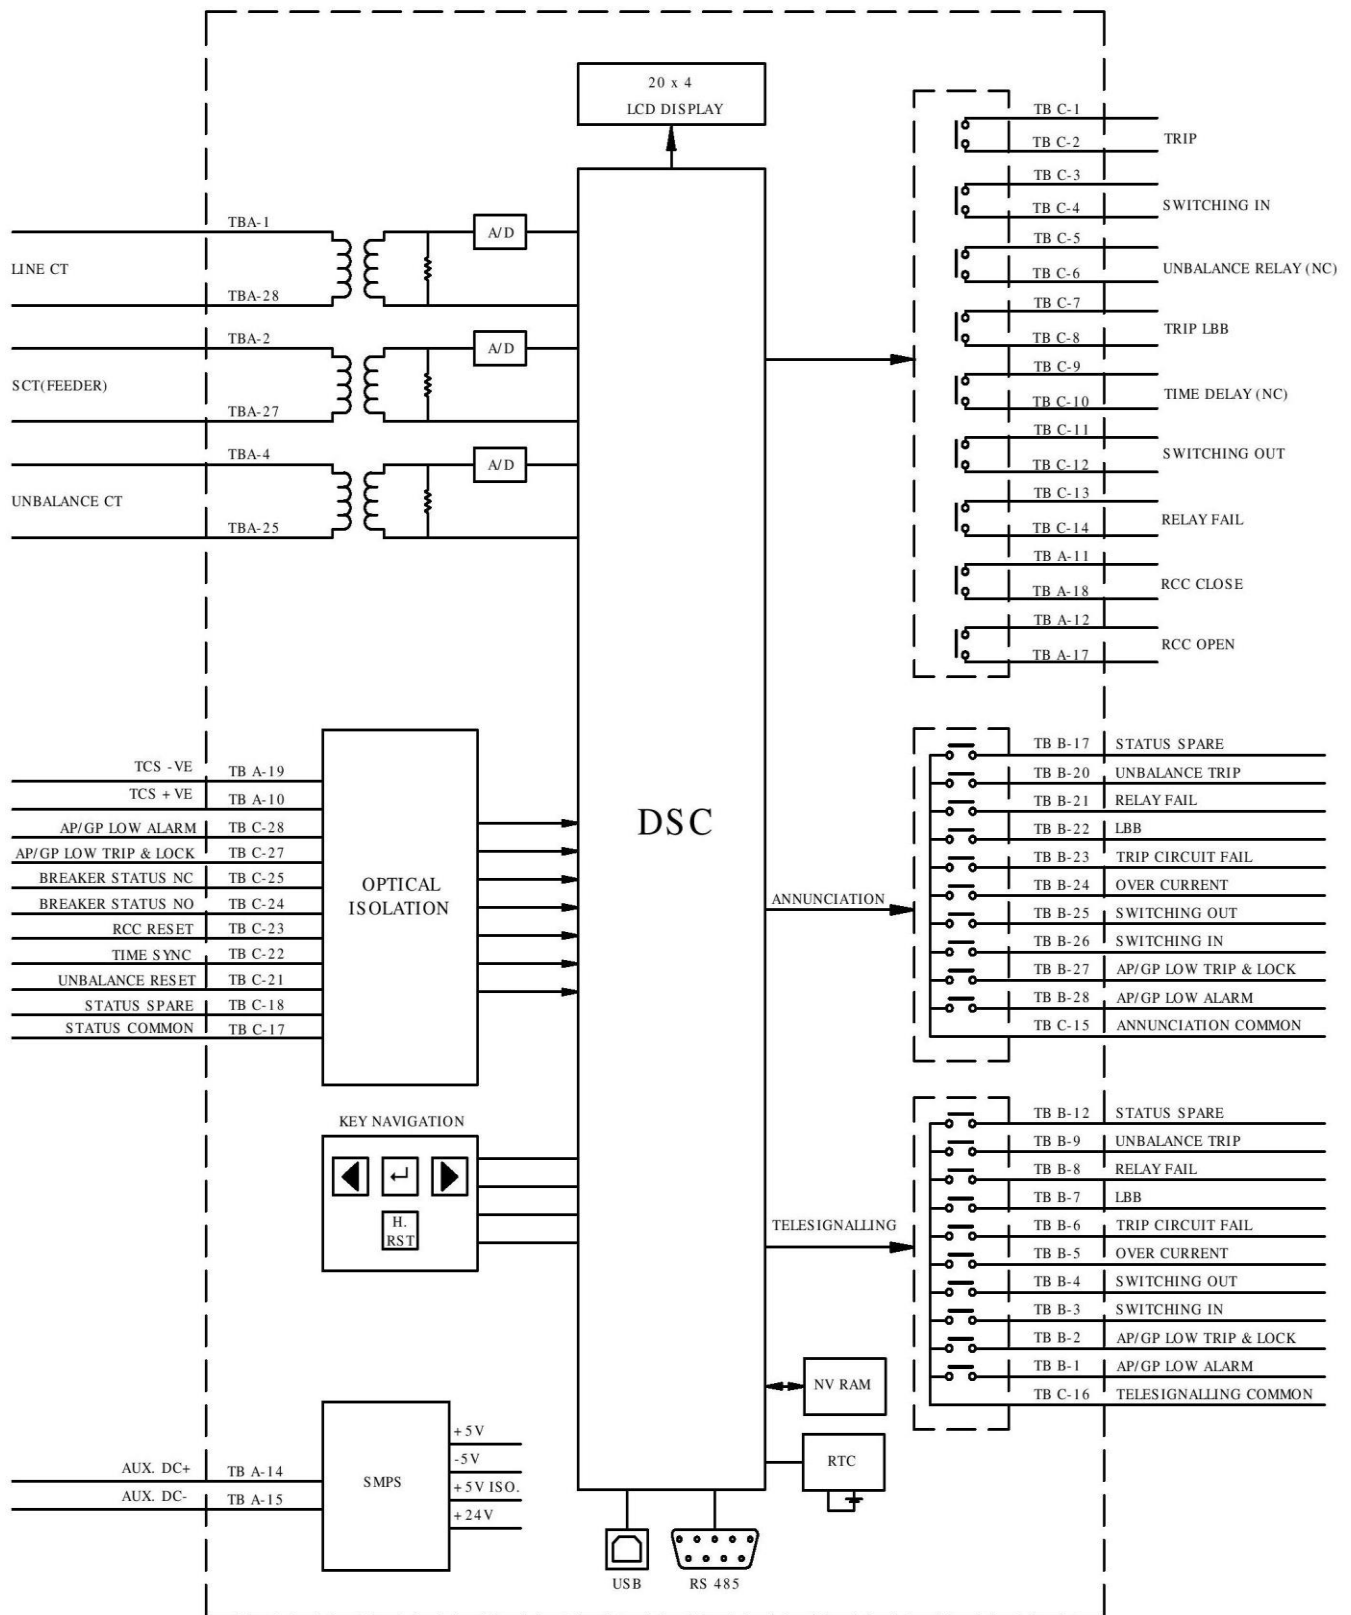 20 x 4
LCD DISPLAY
TBA-1
A/D
LINE CT
TBA-28
TBA-2
A/D
SCT(FEEDER)
TBA-27
TBA-4
A/D
UNBALANCE CT
TBA-25
TCS -VE TB A-19
TCS +VE TB A-10
AP/GP LOW ALARM TB C-28
AP/GP LOW TRIP & LOCK TB C-27
BREAKER STATUS NC TB C-25
BREAKER STATUS NO TB C-24
RCC RESET TB C-23
TIME SYNC TB C-22
UNBALANCE RESET TB C-21
STATUS SPARE TB C-18
STATUS COMMON TB C-17
OPTICAL
ISOLATION
KEY NAVIGATION
H.
RST
AUX. DC+ TB A-14
AUX. DC- TB A-15
SMPS
+5V
-5V
+5V ISO.
+24V
DSC
USB
RS 485
NV RAM
RTC
TB C-1
TB C-2
TRIP
TB C-3
TB C-4
SWITCHING IN
TB C-5
TB C-6
UNBALANCE RELAY (NC)
TB C-7
TB C-8
TRIP LBB
TB C-9
TB C-10
TIME DELAY (NC)
TB C-11
TB C-12
SWITCHING OUT
TB C-13
TB C-14
RELAY FAIL
TB A-11
TB A-18
RCC CLOSE
TB A-12
TB A-17
RCC OPEN
ANNUNCIATION
TB B-17 STATUS SPARE
TB B-20 UNBALANCE TRIP
TB B-21 RELAY FAIL
TB B-22 LBB
TB B-23 TRIP CIRCUIT FAIL
TB B-24 OVER CURRENT
TB B-25 SWITCHING OUT
TB B-26 SWITCHING IN
TB B-27 AP/GP LOW TRIP & LOCK
TB B-28 AP/GP LOW ALARM
TB C-15 ANNUNCIATION COMMON
TELESIGNALLING
TB B-12 STATUS SPARE
TB B-9 UNBALANCE TRIP
TB B-8 RELAY FAIL
TB B-7 LBB
TB B-6 TRIP CIRCUIT FAIL
TB B-5 OVER CURRENT
TB B-4 SWITCHING OUT
TB B-3 SWITCHING IN
TB B-2 AP/GP LOW TRIP & LOCK
TB B-1 AP/GP LOW ALARM
TB C-16 TELESIGNALLING COMMON